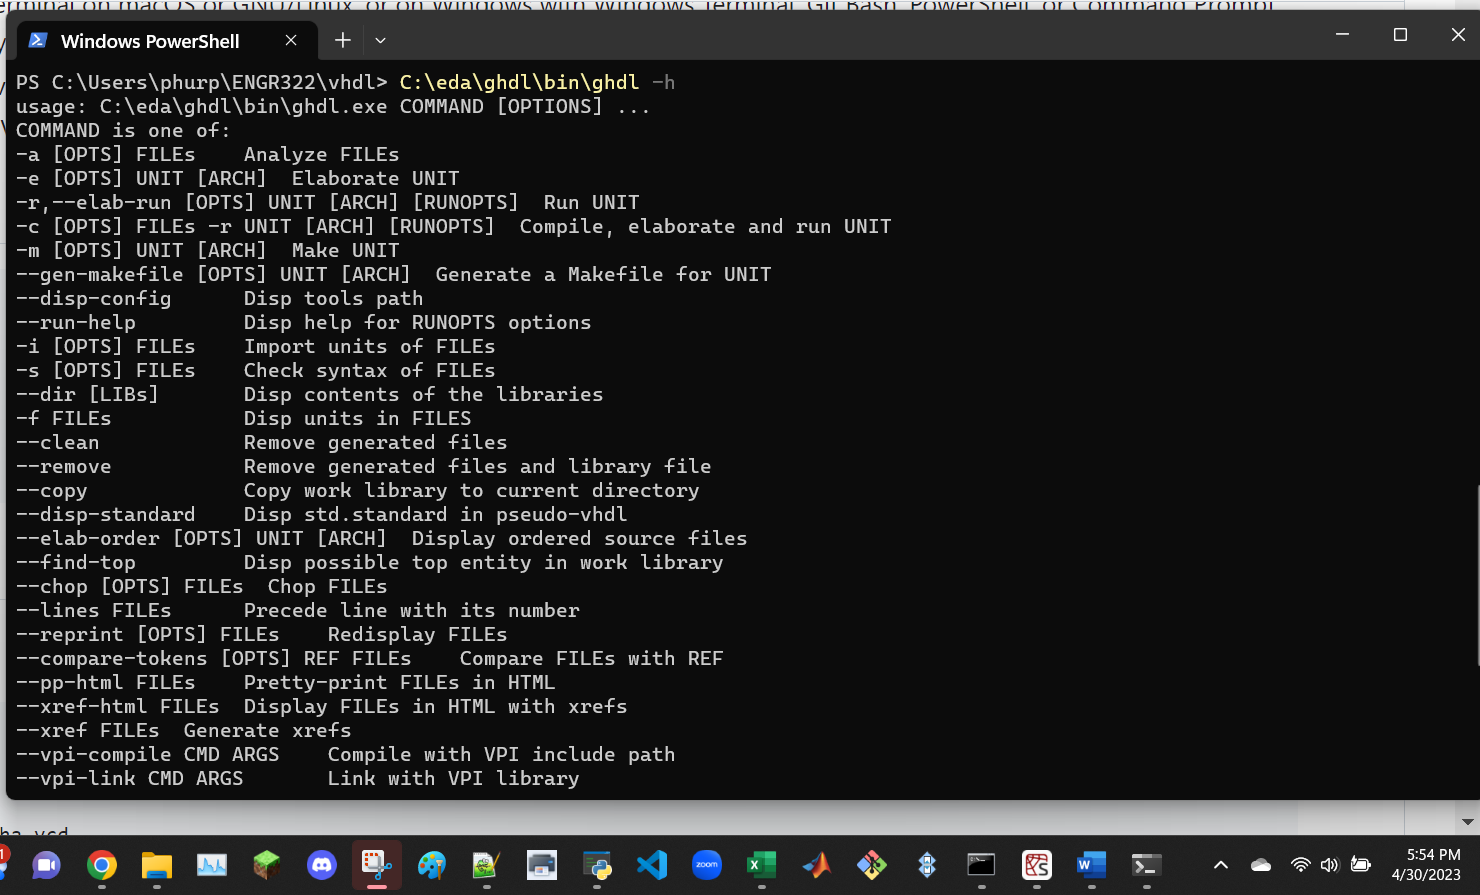 Terminal on macOS or GNU/Linux or on Windows with Windows Terminal Git Bash, PowerShell, or Command Prompt
Windows PowerShell
PS C:\Users\phurp\ENGR322\vhdl> C:\eda\ghdl\bin\ghdl -h
usage: C:\eda\ghdl\bin\ghdl.exe COMMAND [OPTIONS] ...
COMMAND is one of:
-a [OPTS] FILEs    Analyze FILEs
-e [OPTS] UNIT [ARCH]  Elaborate UNIT
-r,--elab-run [OPTS] UNIT [ARCH] [RUNOPTS]  Run UNIT
-c [OPTS] FILEs -r UNIT [ARCH] [RUNOPTS]  Compile, elaborate and run UNIT
-m [OPTS] UNIT [ARCH]  Make UNIT
--gen-makefile [OPTS] UNIT [ARCH]  Generate a Makefile for UNIT
--disp-config      Disp tools path
--run-help         Disp help for RUNOPTS options
-i [OPTS] FILEs    Import units of FILEs
-s [OPTS] FILEs    Check syntax of FILEs
--dir [LIBs]       Disp contents of the libraries
-f FILEs           Disp units in FILES
--clean            Remove generated files
--remove           Remove generated files and library file
--copy             Copy work library to current directory
--disp-standard    Disp std.standard in pseudo-vhdl
--elab-order [OPTS] UNIT [ARCH]  Display ordered source files
--find-top         Disp possible top entity in work library
--chop [OPTS] FILEs  Chop FILEs
--lines FILEs      Precede line with its number
--reprint [OPTS] FILEs    Redisplay FILEs
--compare-tokens [OPTS] REF FILEs    Compare FILEs with REF
--pp-html FILEs    Pretty-print FILEs in HTML
--xref-html FILEs  Display FILEs in HTML with xrefs
--xref FILEs  Generate xrefs
--vpi-compile CMD ARGS    Compile with VPI include path
--vpi-link CMD ARGS       Link with VPI library
zoom
5:54 PM
4/30/2023